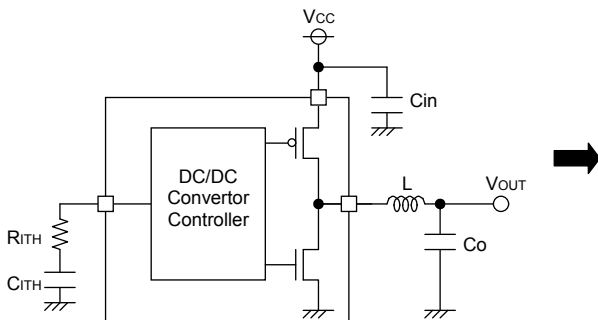 VCC
Cin
DC/DC
Convertor
Controller
L
VOUT
RITH
Co
CITH